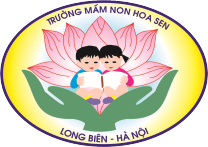 TRƯỜNG MẦM NON HOA SEN
LONG BIÊN - HÀ NỘI